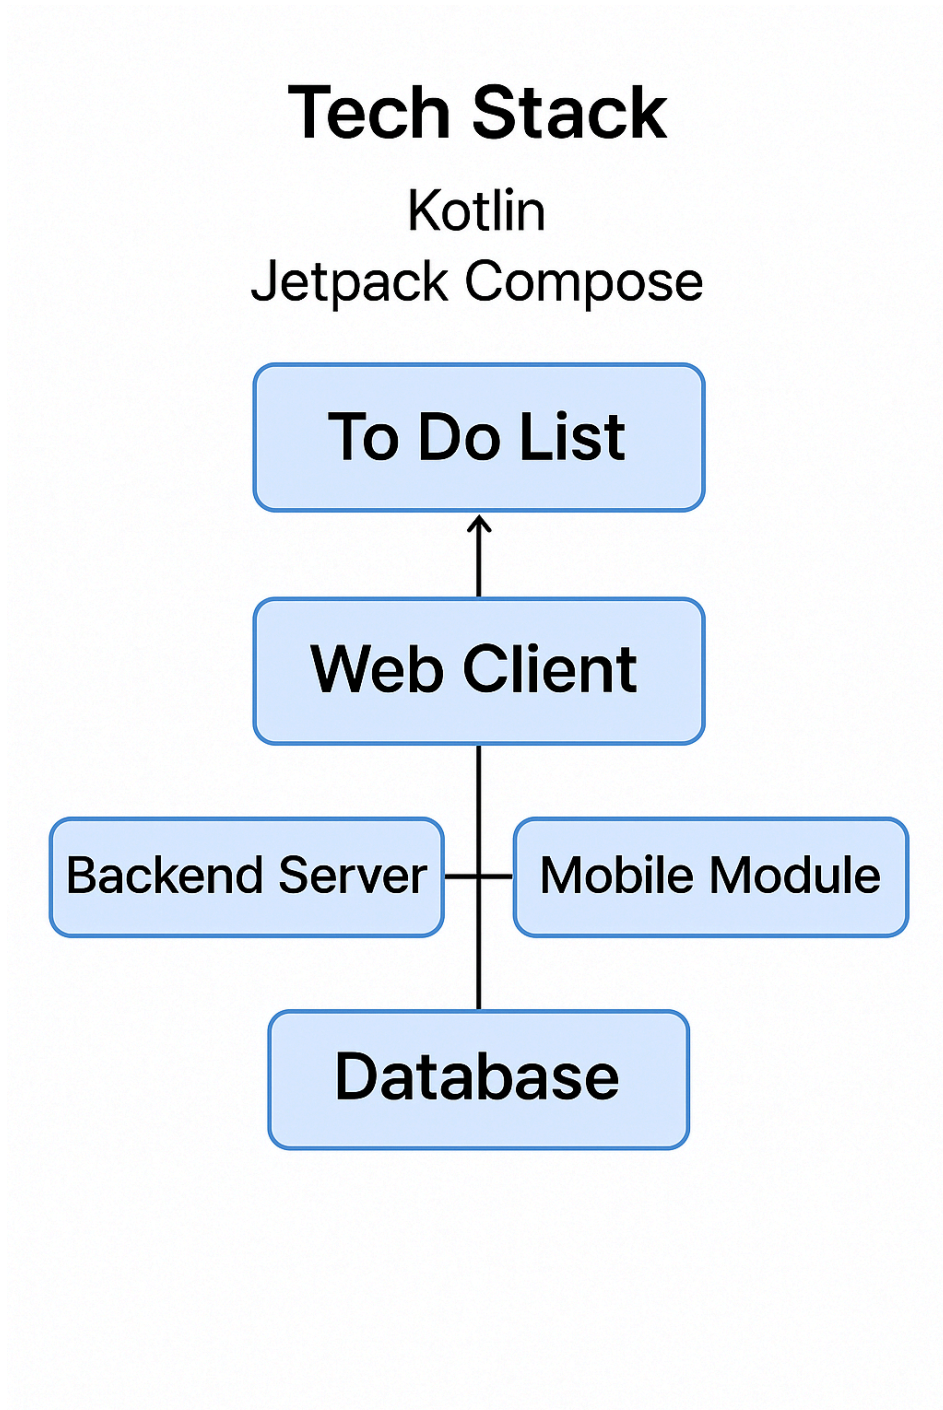 Tech Stack
Kotlin
Jetpack Compose
To Do List
Web Client
Backend Server
Mobile Module
Database